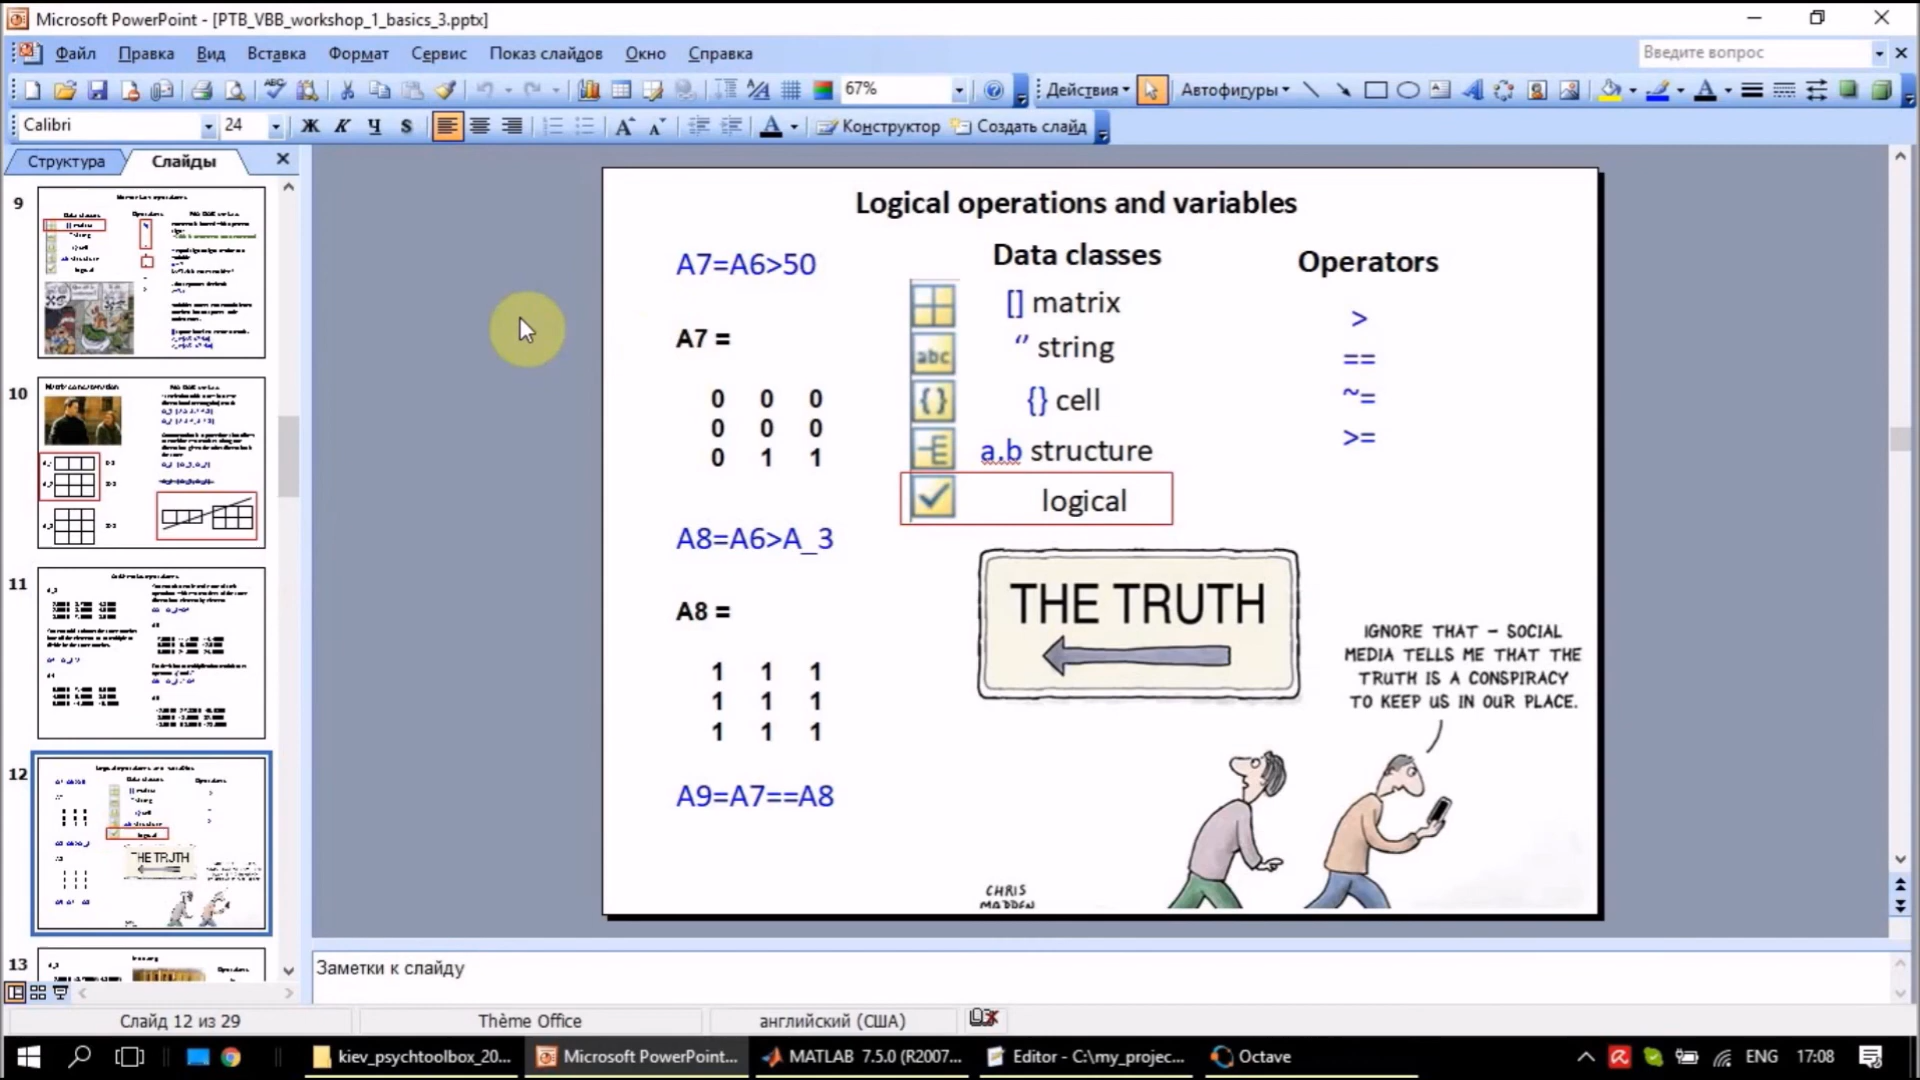 Microsoft PowerPoint - [PTB_VBB_workshop_1_basics_3.pptx]
Файл Правка Вид Вставка Формат Сервис Показ слайдов Окно Справка
Введите вопрос
67%
Действия Автофигуры
Calibri 24 Ж К Ч S
Конструктор Создать слайд
Структура Слайды
9
10
11
12
13
Logical operations and variables
A7=A6>50
A7 =
0 0 0
0 0 0
0 1 1
A8=A6>A_3
A8 =
1 1 1
1 1 1
1 1 1
A9=A7==A8
Data classes
[] matrix
abc
‘’ string
{} cell
a.b structure
logical
Operators
>
==
~=
>=
THE TRUTH
IGNORE THAT – SOCIAL
MEDIA TELLS ME THAT THE
TRUTH IS A CONSPIRACY
TO KEEP US IN OUR PLACE.
CHRIS
MADDEN
Заметки к слайду
Слайд 12 из 29
Thème Office
английский (США)
kiev_psychtoolbox_20...
Microsoft PowerPoint...
MATLAB 7.5.0 (R2007...
Editor - C:\my_projec...
Octave
ENG
17:08